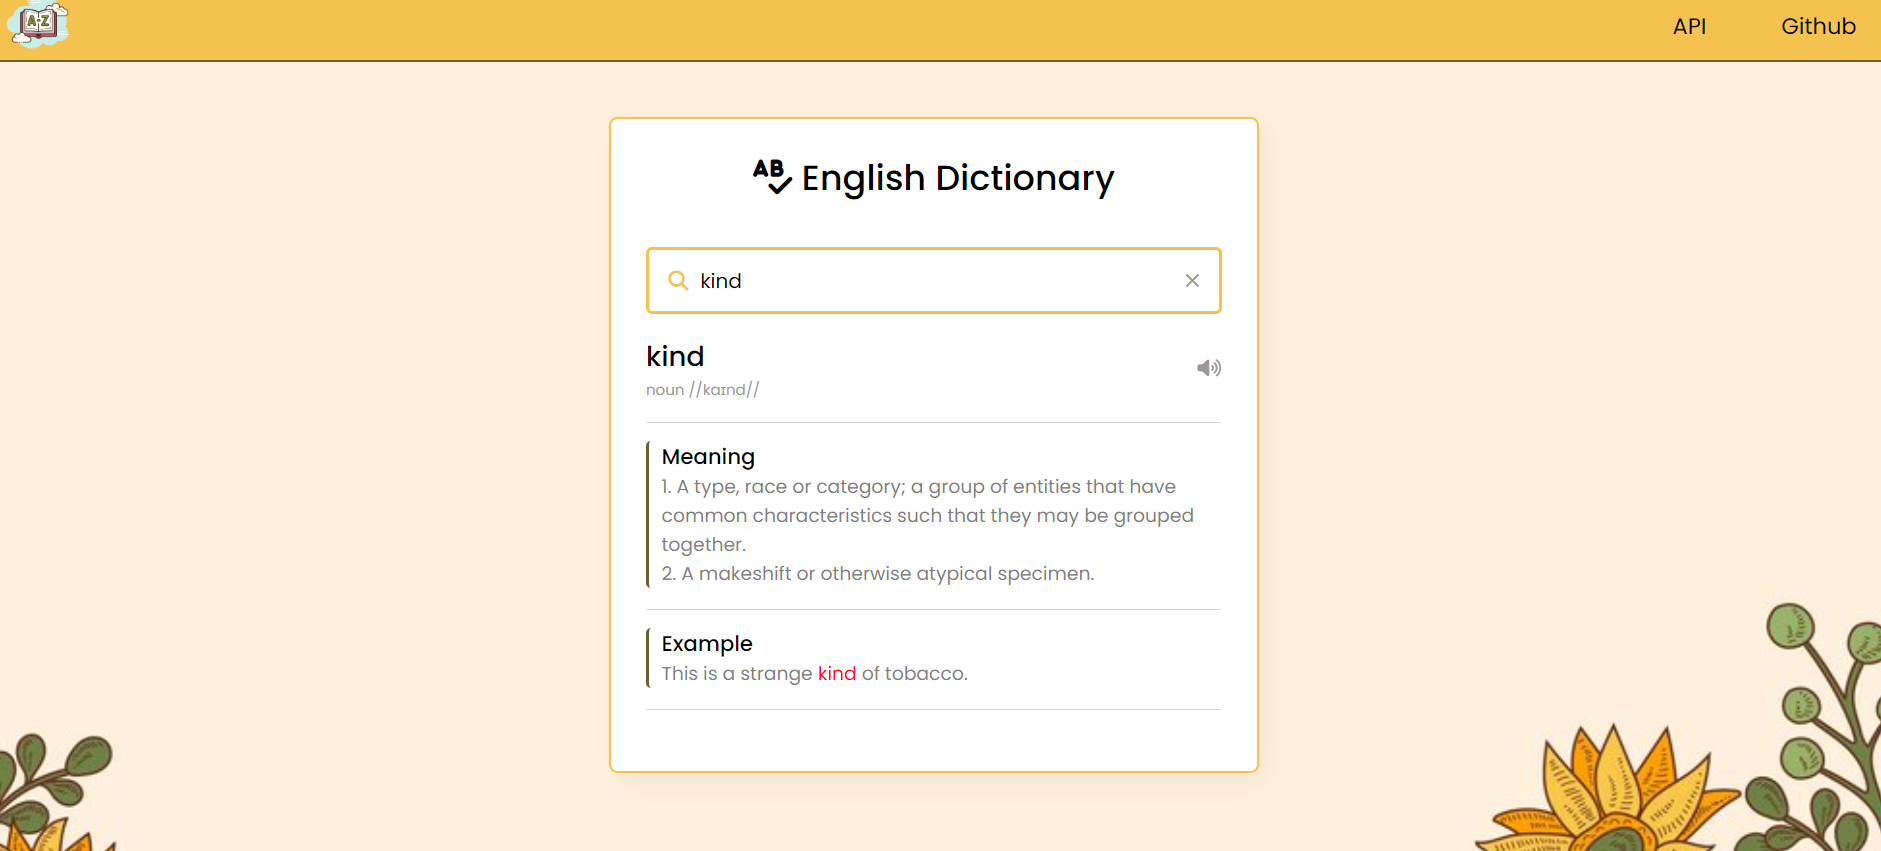 A-Z
API
Github
AB English Dictionary
kind
kind
noun //kaɪnd//
Meaning
1. A type, race or category; a group of entities that have
common characteristics such that they may be grouped
together.
2. A makeshift or otherwise atypical specimen.
Example
This is a strange kind of tobacco.